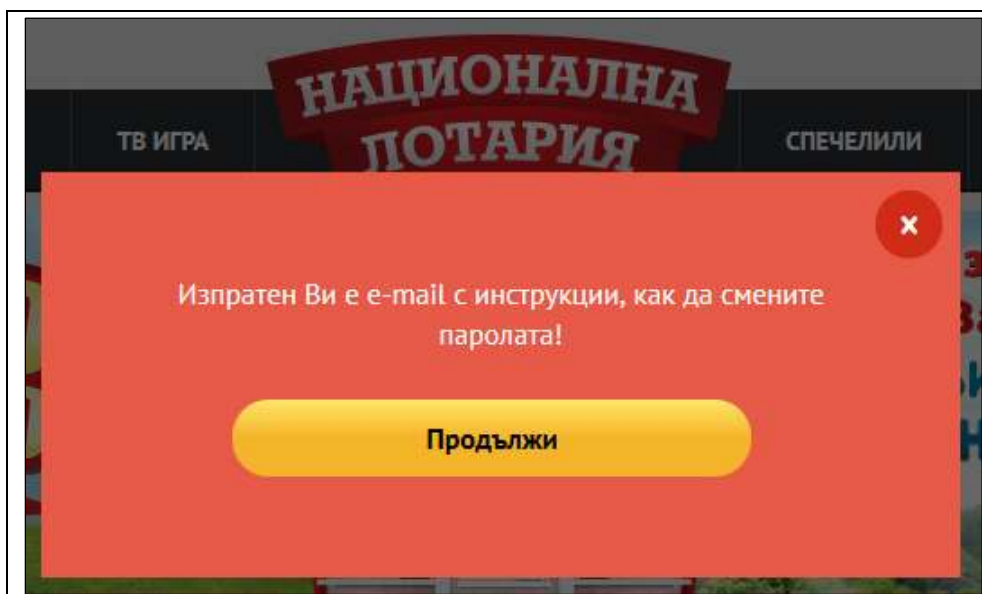 НАЦИОНАЛНА
ЛОТАРИЯ
ТВ ИГРА
СПЕЧЕЛИЛИ
x
Изпратен Ви е e-mail с инструкции, как да смените
паролата!
Продължи